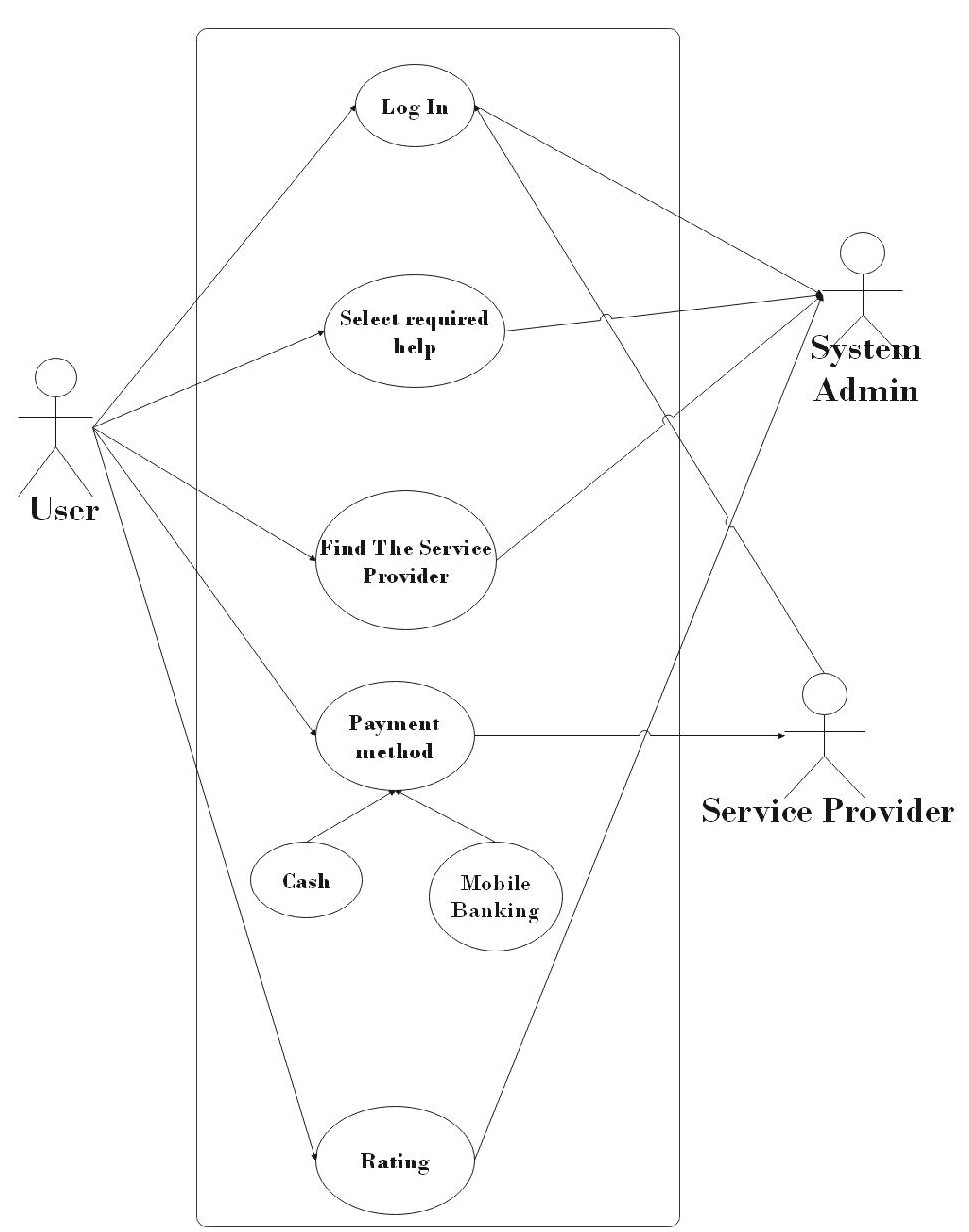 Log In
Select required
help
System
Admin
User
Find The Service
Provider
Payment
method
Service Provider
Cash
Mobile
Banking
Rating